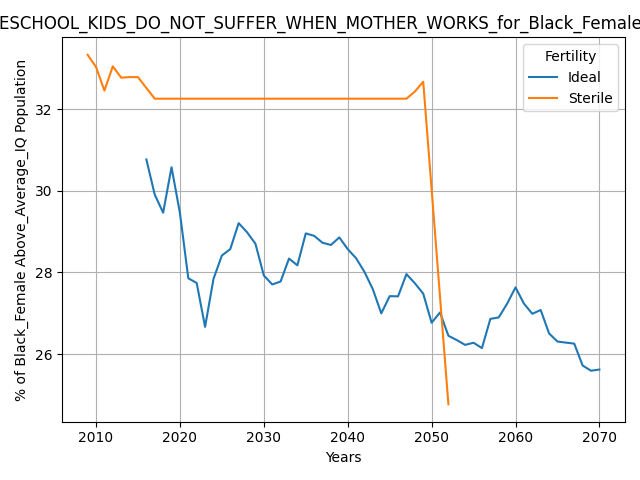 ESCHOOL_KIDS_DO_NOT_SUFFER_WHEN_MOTHER_WORKS_for_Black_Female
Fertility
Ideal
Sterile
% of Black_Female Above_Average_IQ Population
32
30
28
26
2010 2020 2030 2040 2050 2060 2070
Years